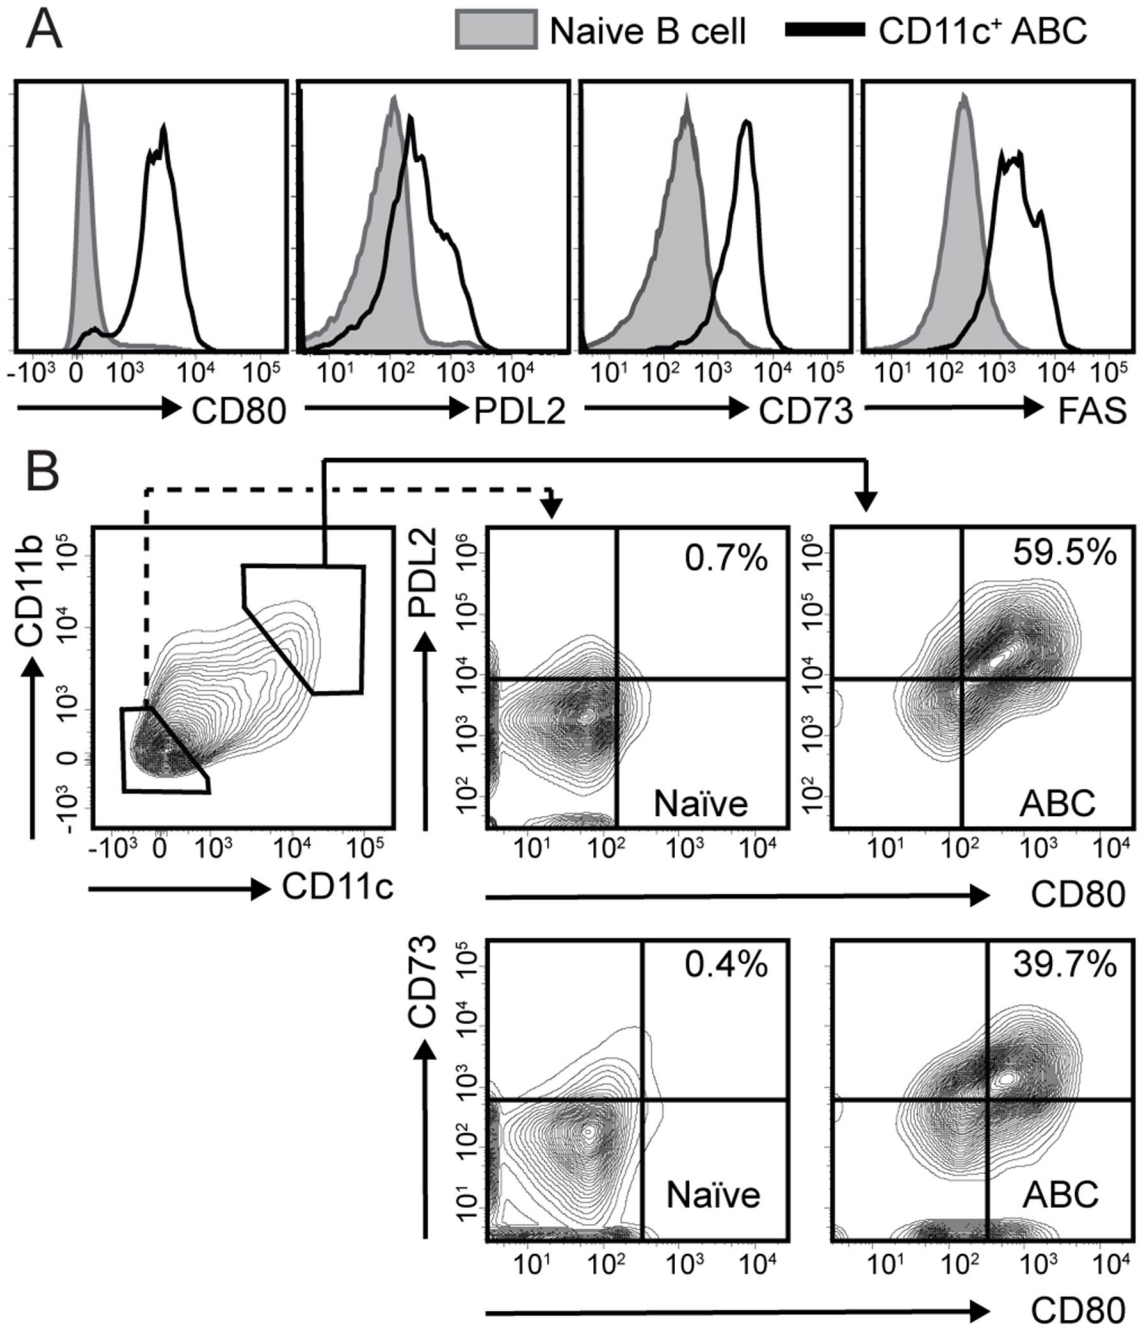 A
Naive B cell CD11c⁺ ABC
-10³ 0 10³ 10⁴ 10⁵ 10¹ 10² 10³ 10⁴ 10¹ 10² 10³ 10⁴ 10⁵ 10¹ 10² 10³ 10⁴ 10⁵
CD80 PDL2 CD73 FAS
B
CD11b
10⁵
10⁴
10³
0
-10³
-10³ 0 10³ 10⁴ 10⁵
CD11c
PDL2
10⁶
10⁵
10⁴
10³
10²
0.7%
Naïve
10¹ 10² 10³ 10⁴
10⁶
10⁵
10⁴
10³
10²
59.5%
ABC
10¹ 10² 10³ 10⁴
CD80
CD73
10⁵
10⁴
10³
10²
10¹
0.4%
Naïve
10¹ 10² 10³ 10⁴
39.7%
ABC
10¹ 10² 10³ 10⁴
CD80